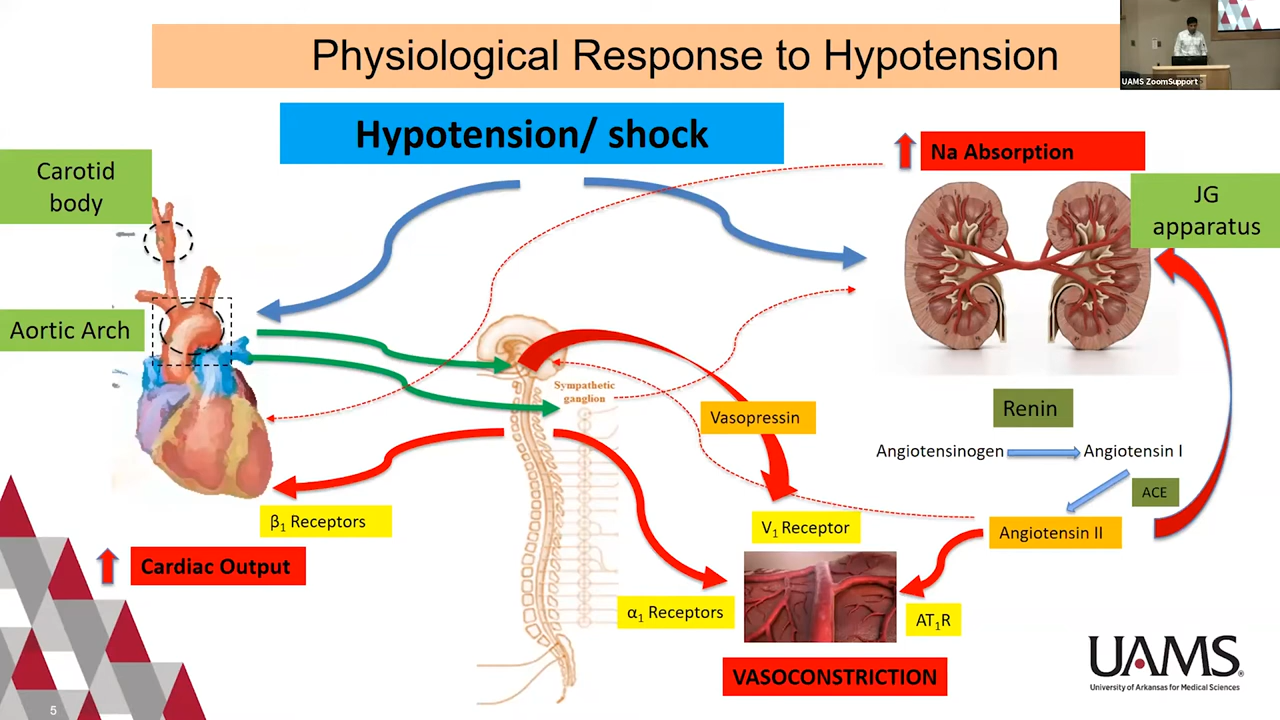 Physiological Response to Hypotension
UAMS ZoomSupport
Hypotension/ shock
Na Absorption
Carotid
body
JG
apparatus
Aortic Arch
Sympathetic
ganglion
Vasopressin
Renin
Angiotensinogen
Angiotensin I
ACE
β₁ Receptors
V₁ Receptor
Angiotensin II
Cardiac Output
α₁ Receptors
AT₁R
VASOCONSTRICTION
UAMS®
University of Arkansas for Medical Sciences
5